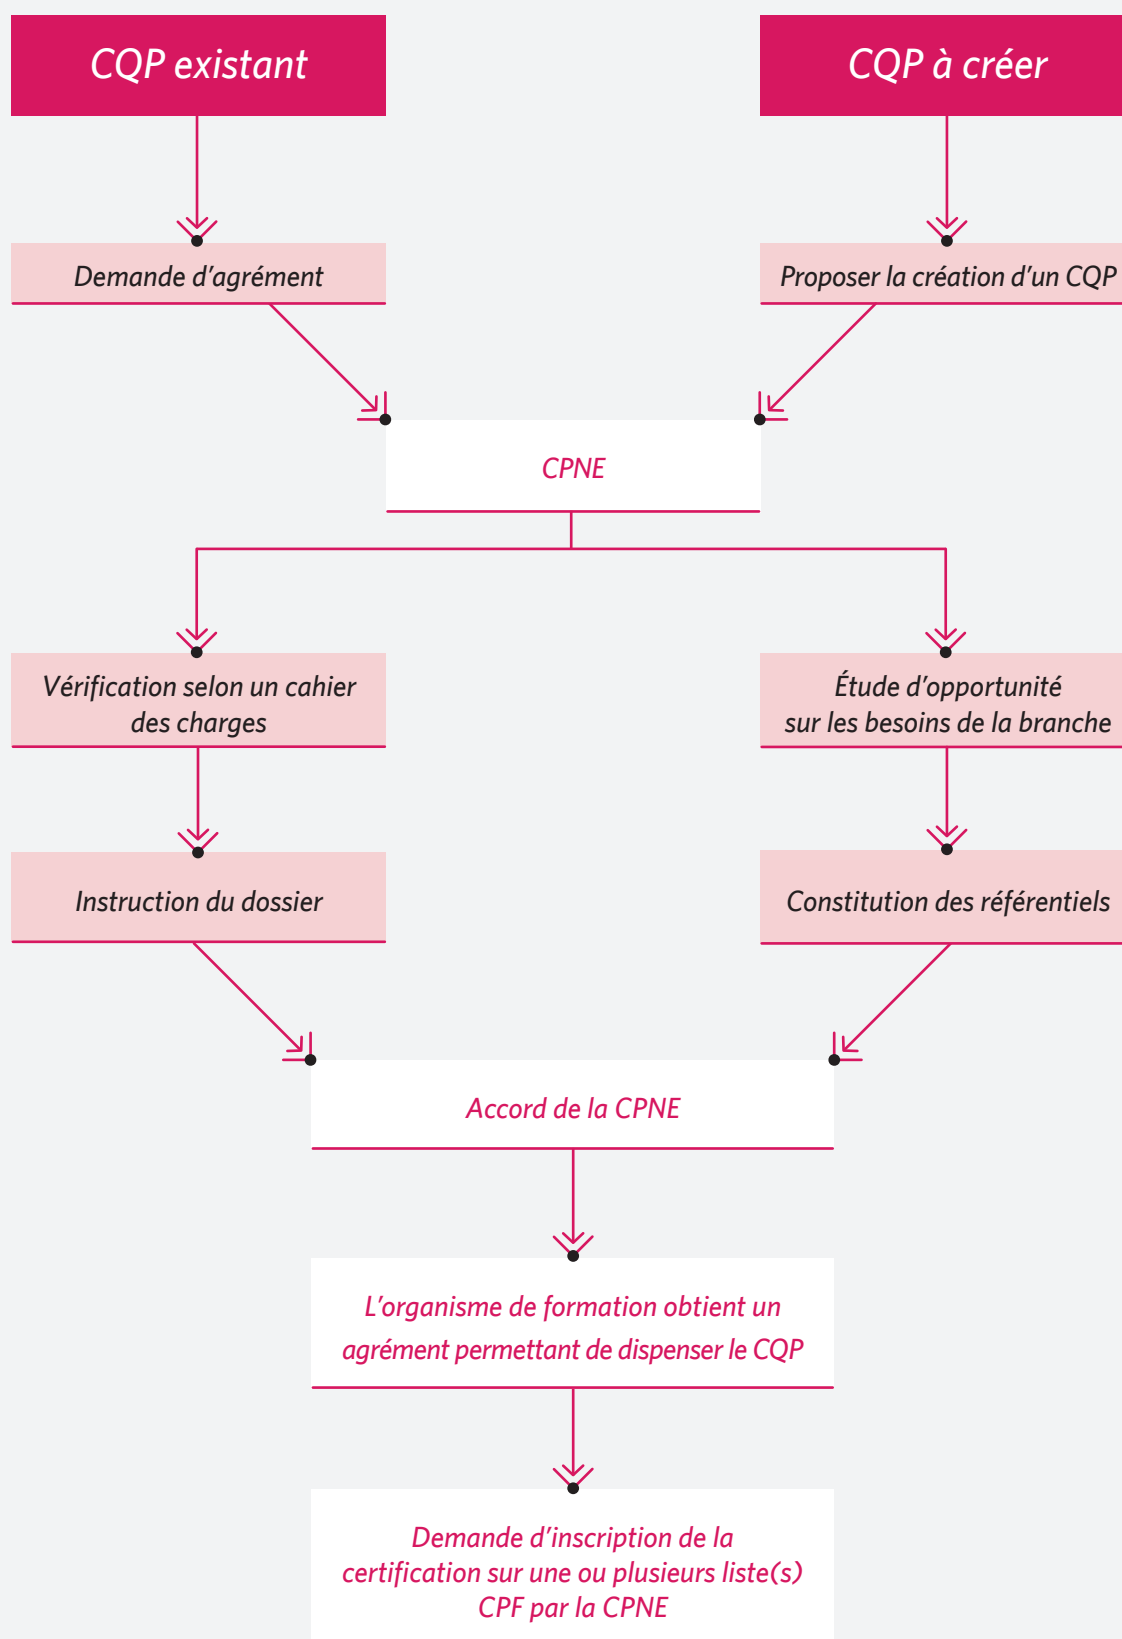 CQP existant
CQP à créer
Demande d'agrément
Proposer la création d'un CQP
CPNE
Vérification selon un cahier
des charges
Étude d'opportunité
sur les besoins de la branche
Instruction du dossier
Constitution des référentiels
Accord de la CPNE
L'organisme de formation obtient un
agrément permettant de dispenser le CQP
Demande d'inscription de la
certification sur une ou plusieurs liste(s)
CPF par la CPNE